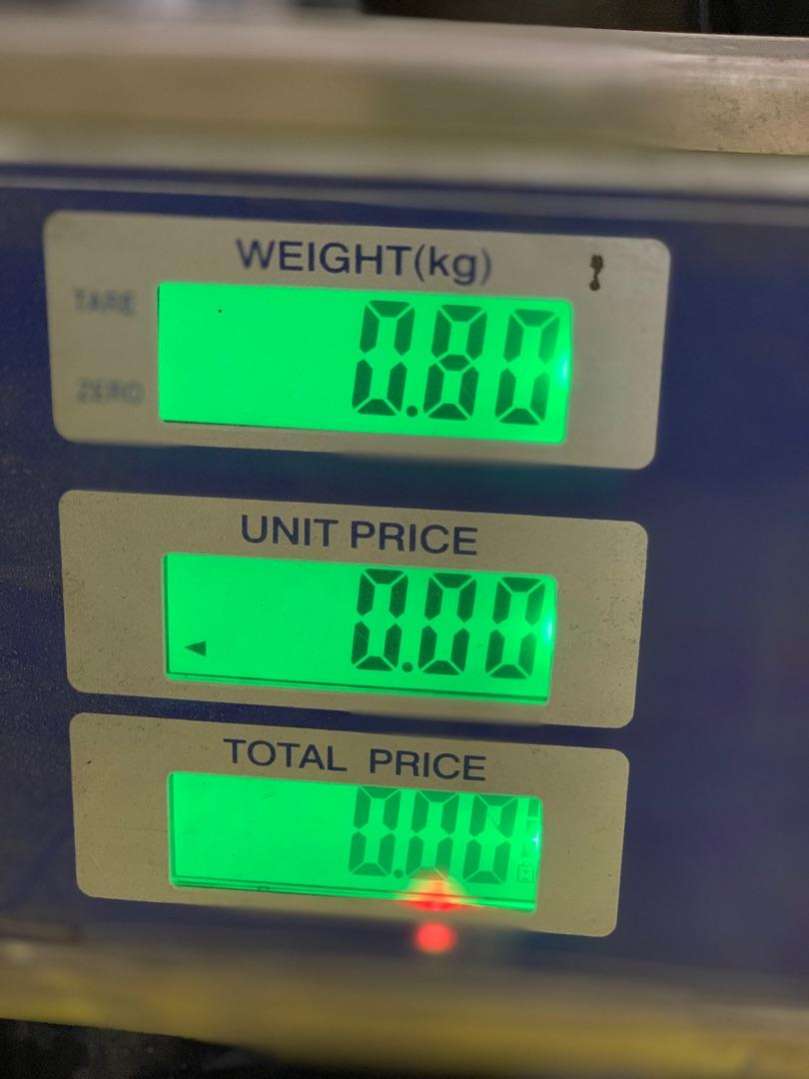 WEIGHT(kg)
TARE
0.80
ZERO
UNIT PRICE
0.00
TOTAL PRICE
0.00